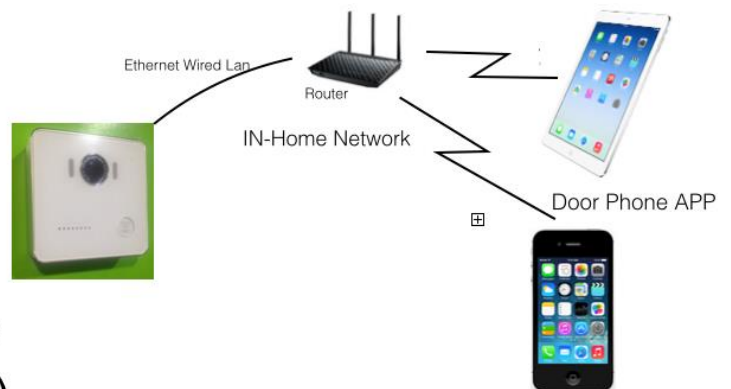 Ethernet Wired Lan
Router
IN-Home Network
Door Phone APP